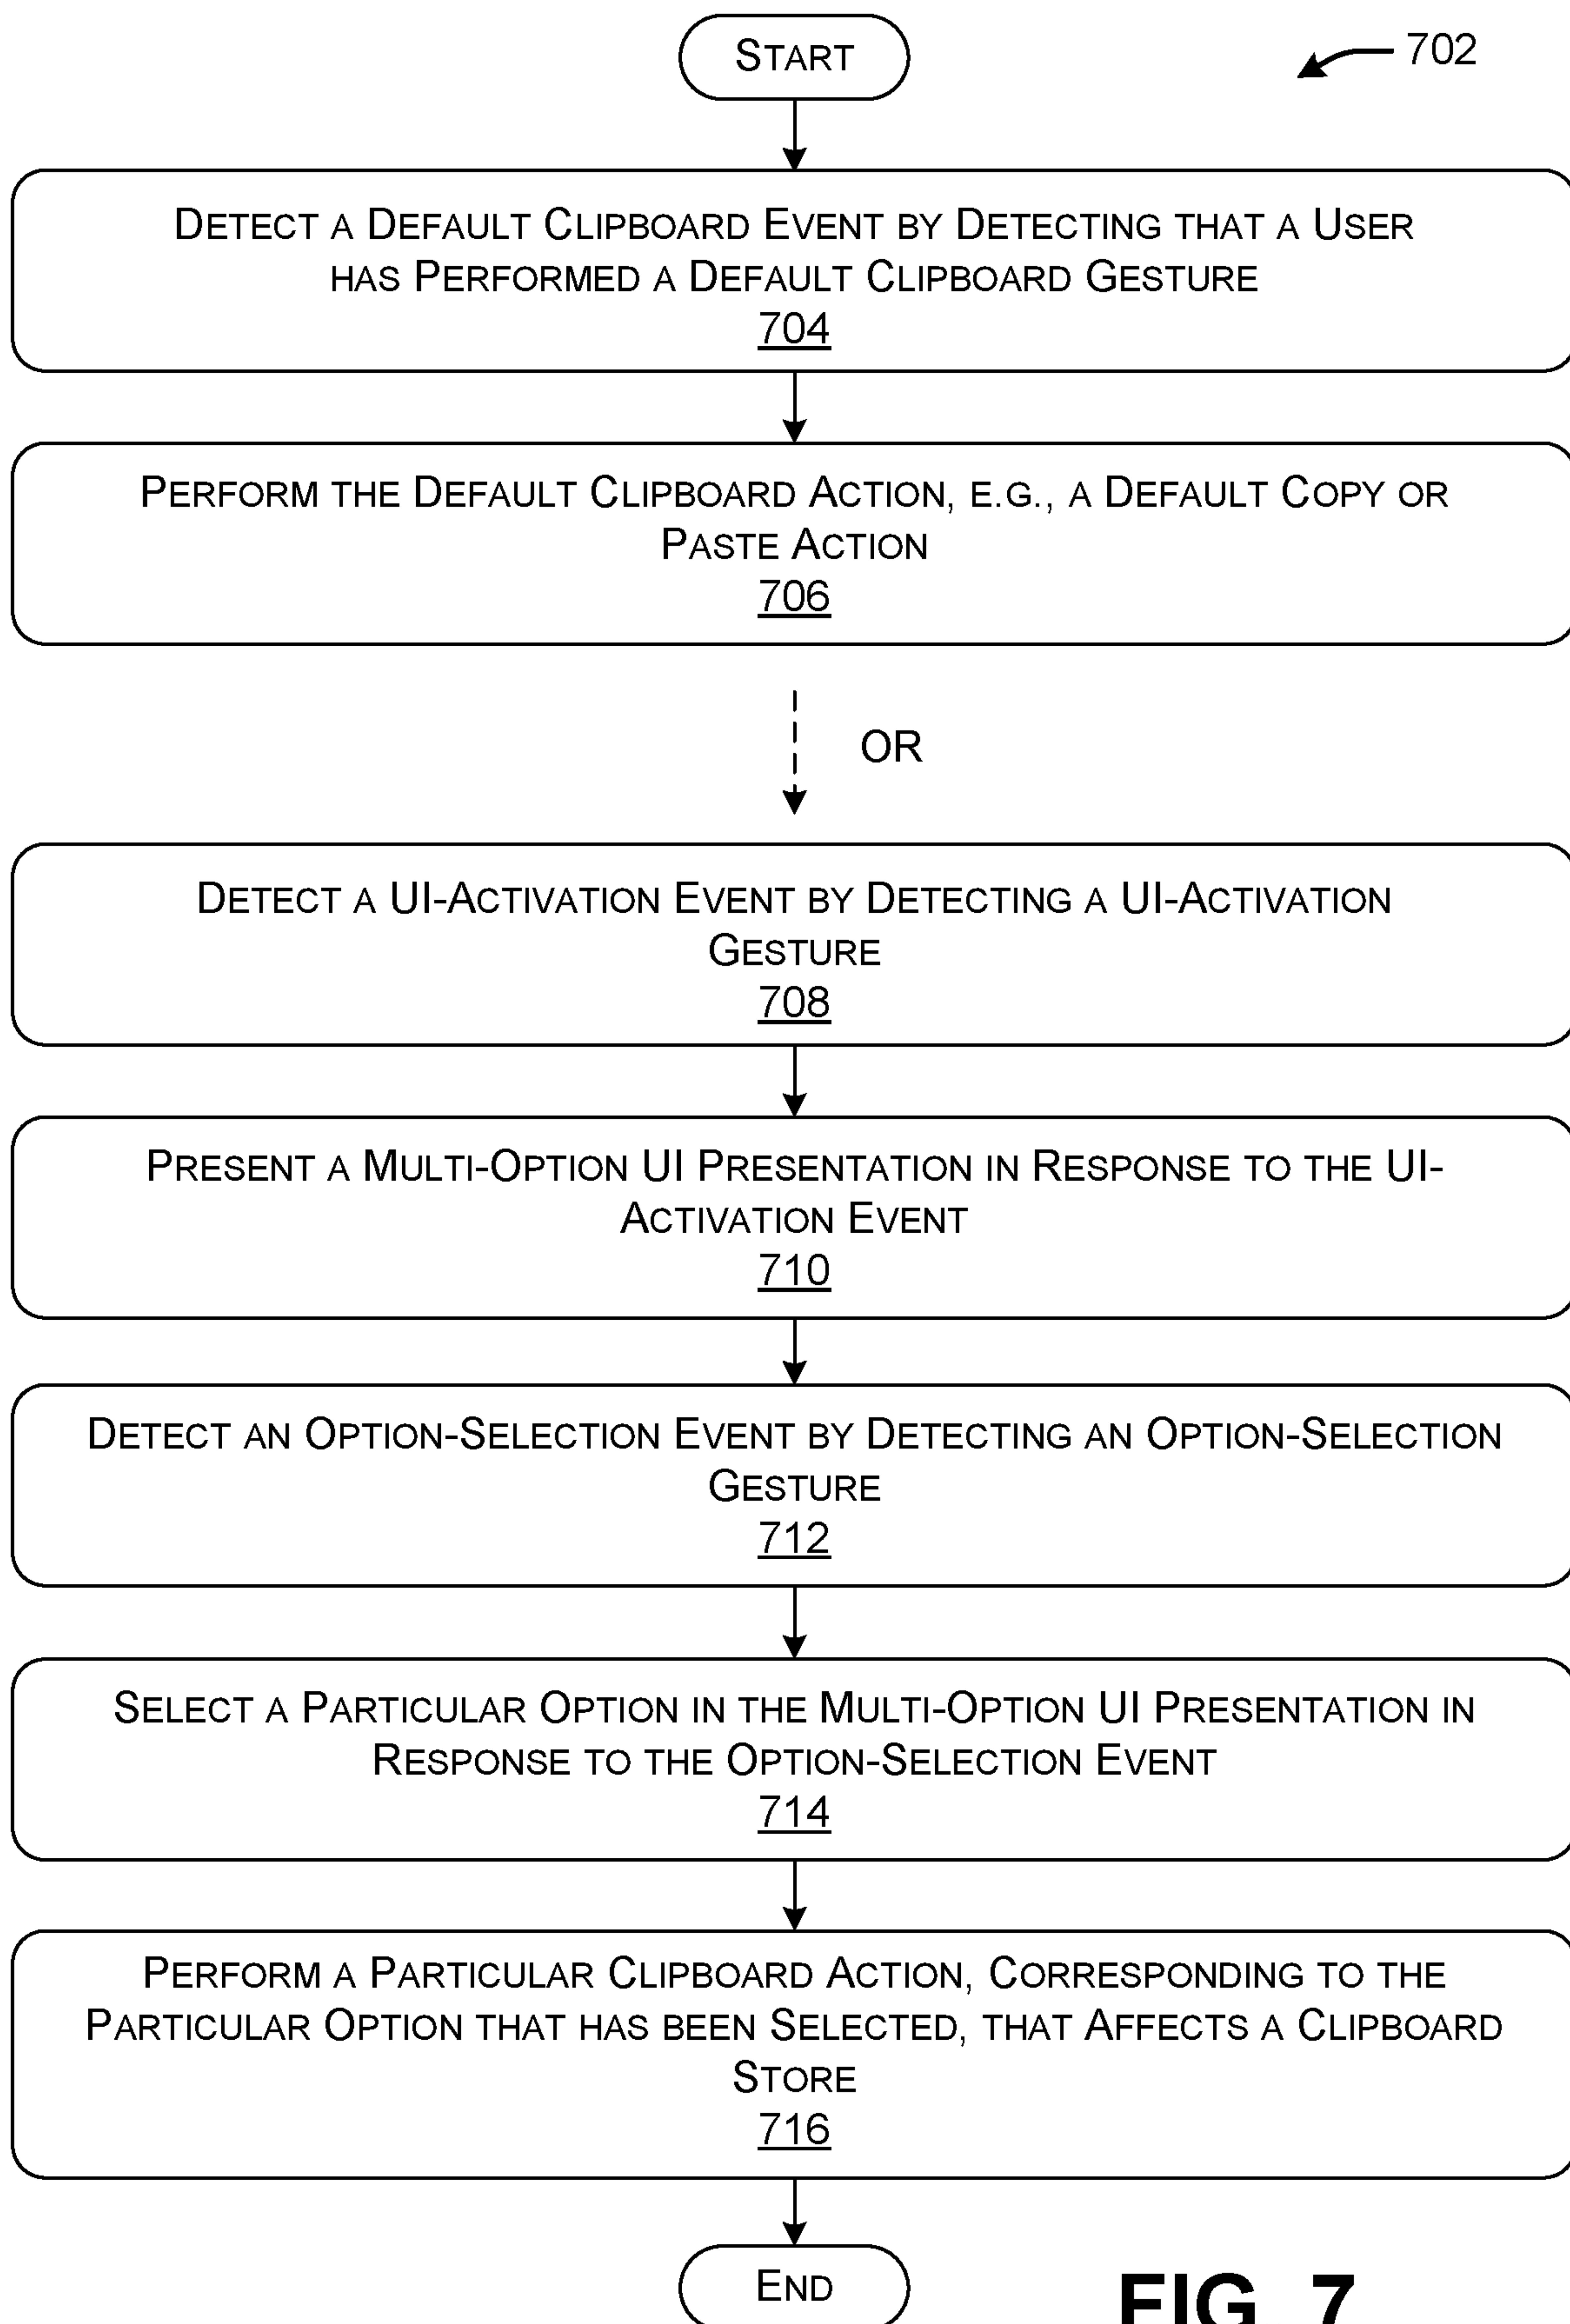 START
702
DETECT A DEFAULT CLIPBOARD EVENT BY DETECTING THAT A USER
HAS PERFORMED A DEFAULT CLIPBOARD GESTURE
704
PERFORM THE DEFAULT CLIPBOARD ACTION, E.G., A DEFAULT COPY OR
PASTE ACTION
706
OR
DETECT A UI-ACTIVATION EVENT BY DETECTING A UI-ACTIVATION
GESTURE
708
PRESENT A MULTI-OPTION UI PRESENTATION IN RESPONSE TO THE UI-
ACTIVATION EVENT
710
DETECT AN OPTION-SELECTION EVENT BY DETECTING AN OPTION-SELECTION
GESTURE
712
SELECT A PARTICULAR OPTION IN THE MULTI-OPTION UI PRESENTATION IN
RESPONSE TO THE OPTION-SELECTION EVENT
714
PERFORM A PARTICULAR CLIPBOARD ACTION, CORRESPONDING TO THE
PARTICULAR OPTION THAT HAS BEEN SELECTED, THAT AFFECTS A CLIPBOARD
STORE
716
END
FIG. 7